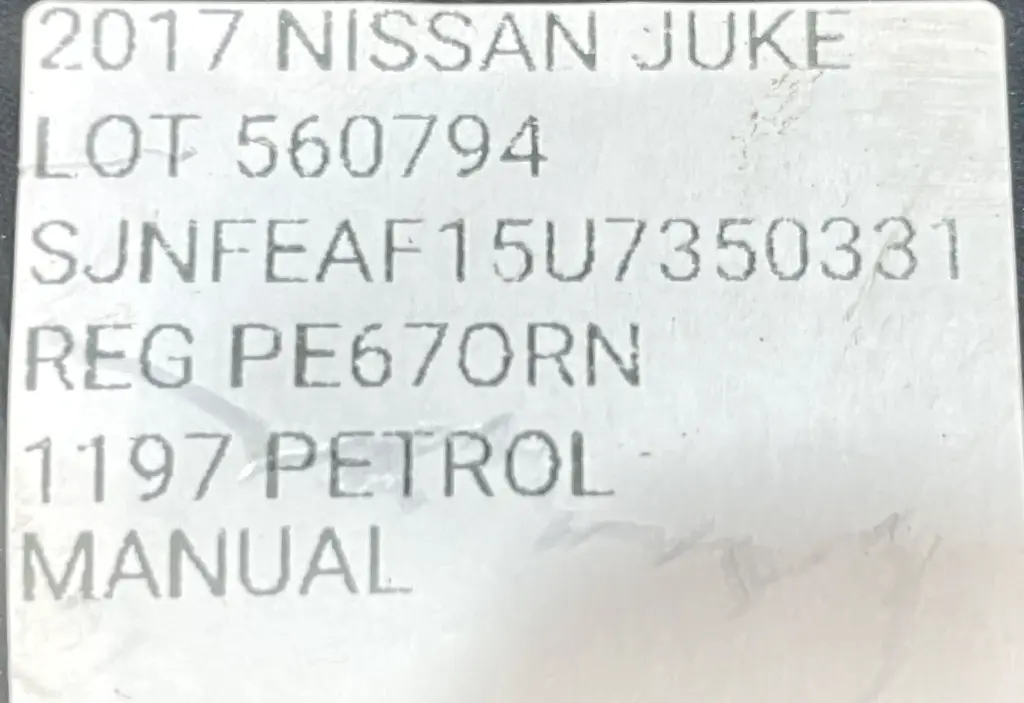 2017 NISSAN JUKE
LOT 560794
SJNFEAF15U7350331
REG PE67ORN
1197 PETROL
MANUAL